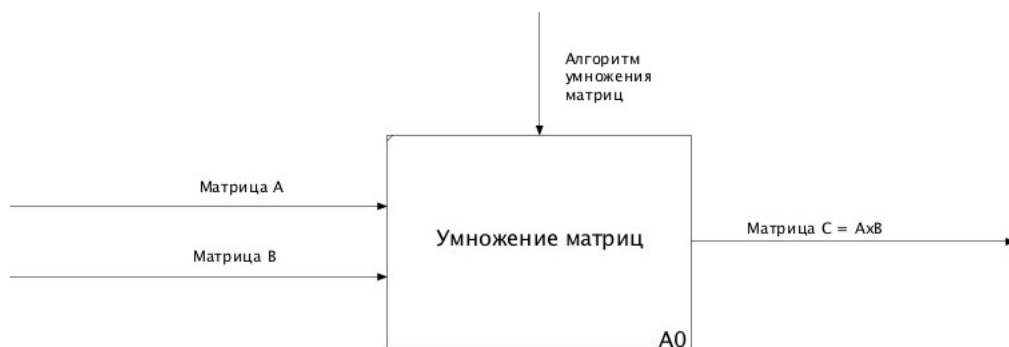 Алгоритм
умножения
матриц
Матрица A
Умножение матриц
Матрица C = AxB
Матрица B
A0